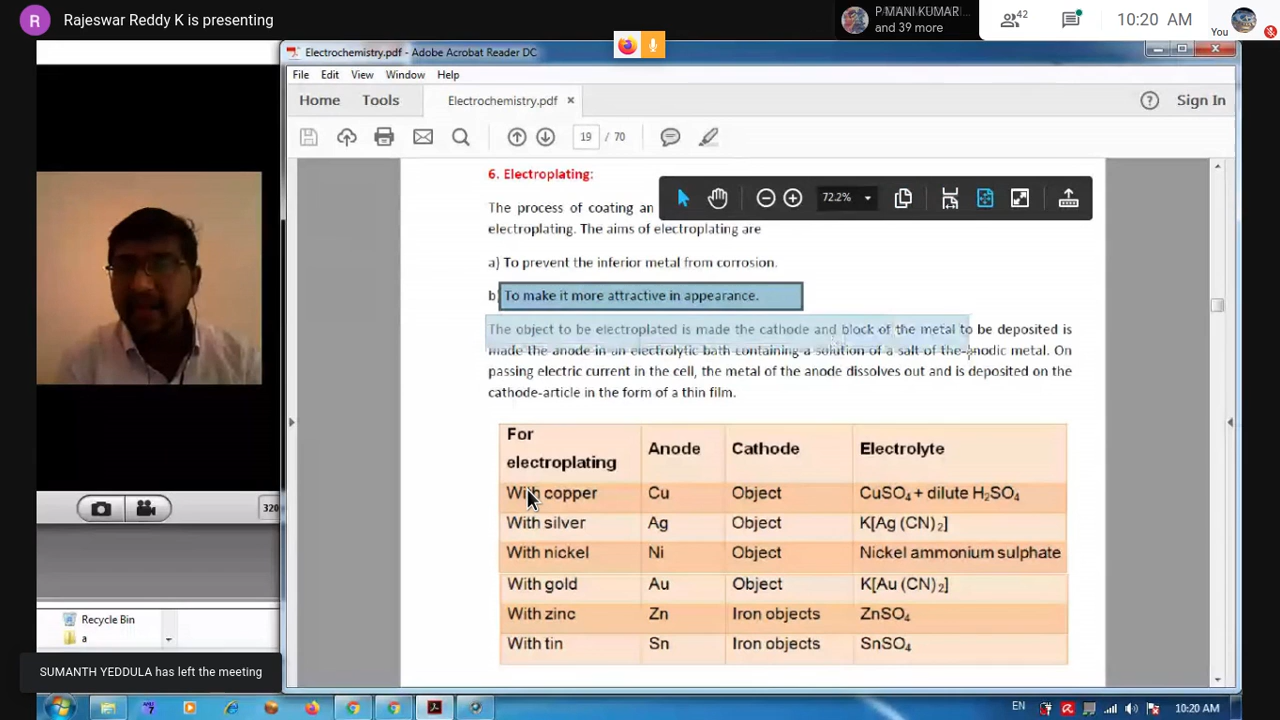 R Rajeswar Reddy K is presenting
P MANI KUMARI...
and 39 more
42
10:20 AM
You
Electrochemistry.pdf - Adobe Acrobat Reader DC
File Edit View Window Help
Home Tools Electrochemistry.pdf × ? Sign In
19 / 70
6. Electroplating:
72.2%
The process of coating an
electroplating. The aims of electroplating are
a) To prevent the inferior metal from corrosion.
b) To make it more attractive in appearance.
The object to be electroplated is made the cathode and block of the metal to be deposited is
made the anode in an electrolytic bath containing a solution of a salt of the anodic metal. On
passing electric current in the cell, the metal of the anode dissolves out and is deposited on the
cathode-article in the form of a thin film.
For electroplating Anode Cathode Electrolyte
With copper Cu Object CuSO₄ + dilute H₂SO₄
With silver Ag Object K[Ag (CN)₂]
With nickel Ni Object Nickel ammonium sulphate
With gold Au Object K[Au (CN)₂]
With zinc Zn Iron objects ZnSO₄
With tin Sn Iron objects SnSO₄
320
Recycle Bin
a
SUMANTH YEDDULA has left the meeting
EN 10:20 AM